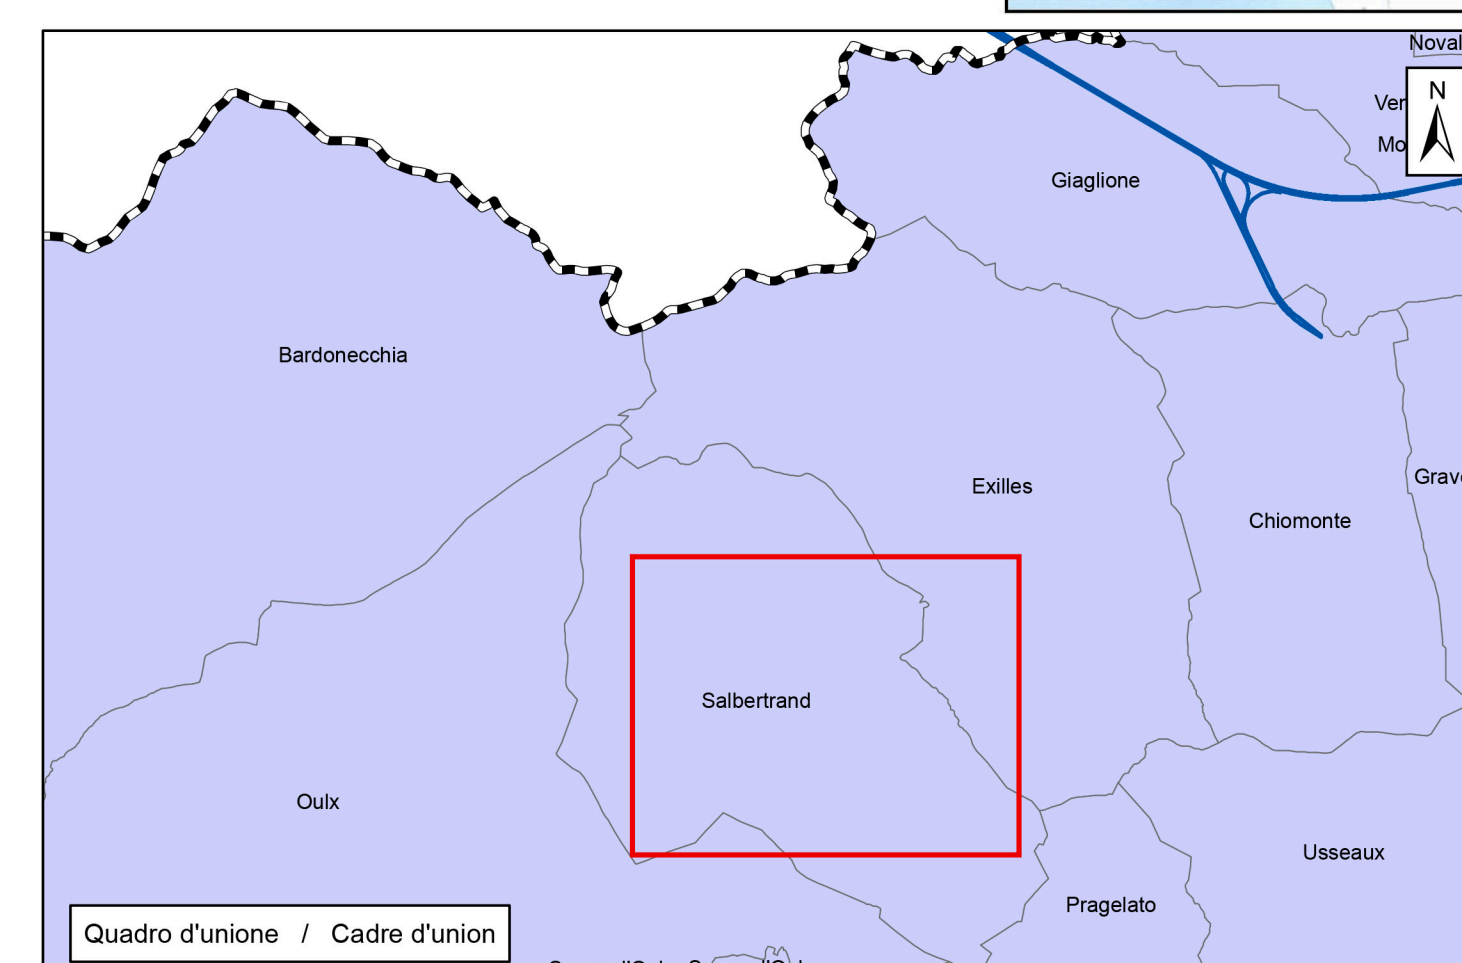 Noval
N
Ver
Mo
Giaglione
Bardonecchia
Exilles
Grav
Chiomonte
Salbertrand
Oulx
Usseaux
Pragelato
Quadro d'unione / Cadre d'union